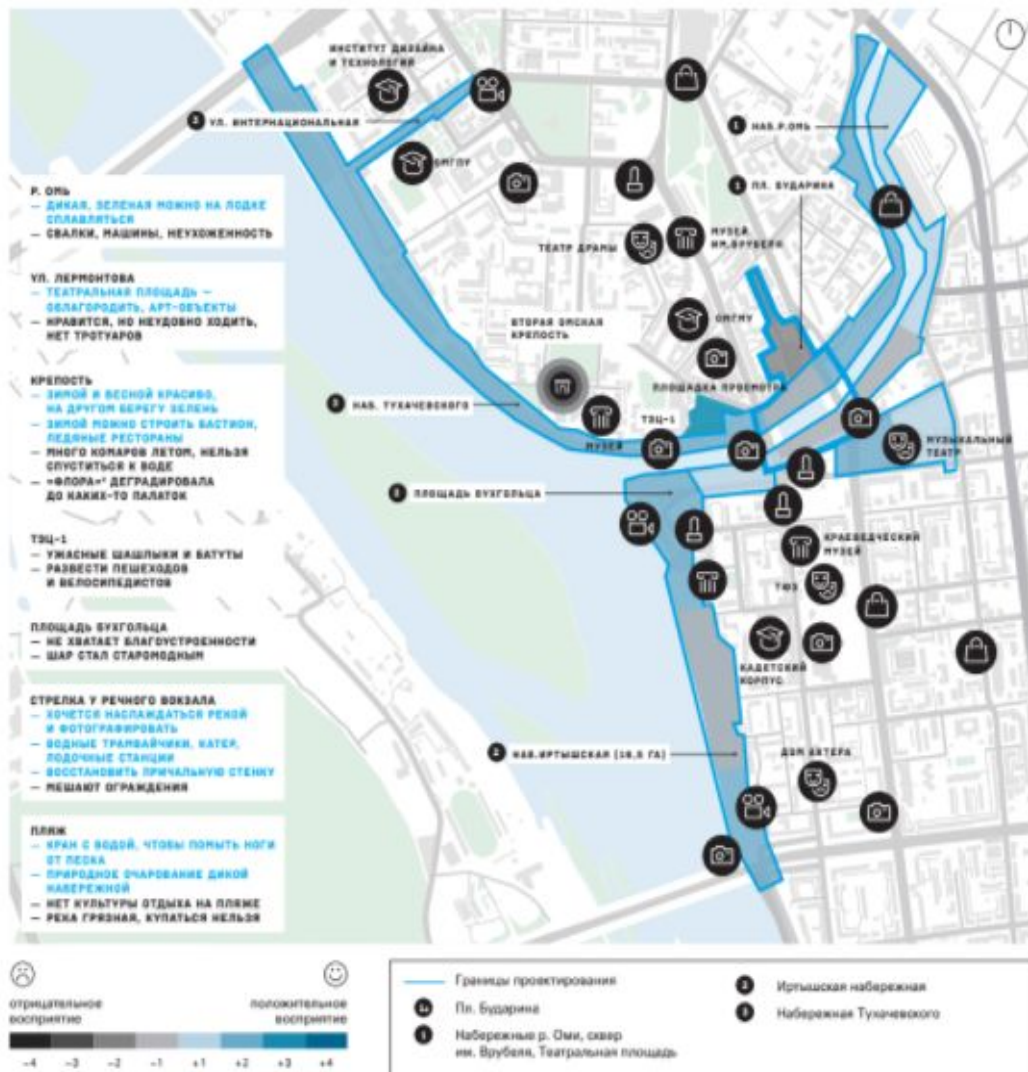 ИНСТИТУТ ДИЗАЙНА
И ТЕХНОЛОГИЙ
3 УЛ. ИНТЕРНАЦИОНАЛЬНАЯ
ОМГПУ
1 НАБ.Р.ОМЬ
1 ПЛ. БУДАРИНА
Р. ОМЬ
— ДИКАЯ, ЗЕЛЕНАЯ МОЖНО НА ЛОДКЕ
СПЛАВЛЯТЬСЯ
— СВАЛКИ, МАШИНЫ, НЕУХОЖЕННОСТЬ
ТЕАТР ДРАМЫ
МУЗЕЙ
ИМ.ВРУБЕЛЯ
УЛ. ЛЕРМОНТОВА
— ТЕАТРАЛЬНАЯ ПЛОЩАДЬ —
ОБЛАГОРОДИТЬ, АРТ-ОБЪЕКТЫ
— НРАВИТСЯ, НО НЕУДОБНО ХОДИТЬ,
НЕТ ТРОТУАРОВ
ВТОРАЯ ОМСКАЯ
КРЕПОСТЬ
ОМГМУ
ПЛОЩАДКА ПРОСМОТРА
КРЕПОСТЬ
— ЗИМОЙ И ВЕСНОЙ КРАСИВО,
НА ДРУГОМ БЕРЕГУ ЗЕЛЕНЬ
— ЗИМОЙ МОЖНО СТРОИТЬ БАСТИОН,
ЛЕДЯНЫЕ РЕСТОРАНЫ
— МНОГО КОМАРОВ ЛЕТОМ, НЕЛЬЗЯ
СПУСТИТЬСЯ К ВОДЕ
— «ФЛОРА»* ДЕГРАДИРОВАЛА
ДО КАКИХ-ТО ПАЛАТОК
3 НАБ. ТУХАЧЕВСКОГО
МУЗЕЙ
ТЭЦ-1
МУЗЫКАЛЬНЫЙ
ТЕАТР
ПЛОЩАДЬ БУХГОЛЬЦА
ТЭЦ-1
— УЖАСНЫЕ ШАШЛЫКИ И БАТУТЫ
— РАЗВЕСТИ ПЕШЕХОДОВ
И ВЕЛОСИПЕДИСТОВ
КРАЕВЕДЧЕСКИЙ
МУЗЕЙ
ТЮЗ
ПЛОЩАДЬ БУХГОЛЬЦА
— НЕ ХВАТАЕТ БЛАГОУСТРОЕННОСТИ
— ШАР СТАЛ СТАРОМОДНЫМ
КАДЕТСКИЙ
КОРПУС
СТРЕЛКА У РЕЧНОГО ВОКЗАЛА
— ХОЧЕТСЯ НАСЛАЖДАТЬСЯ РЕКОЙ
И ФОТОГРАФИРОВАТЬ
— ВОДНЫЕ ТРАМВАЙЧИКИ, КАТЕР,
ЛОДОЧНЫЕ СТАНЦИИ
— ВОССТАНОВИТЬ ПРИЧАЛЬНУЮ СТЕНКУ
— МЕШАЮТ ОГРАЖДЕНИЯ
2 НАБ.ИРТЫШСКАЯ (16,5 ГА)
ДОМ АКТЕРА
ПЛЯЖ
— КРАН С ВОДОЙ, ЧТОБЫ ПОМЫТЬ НОГИ
ОТ ПЕСКА
— ПРИРОДНОЕ ОЧАРОВАНИЕ ДИКОЙ
НАБЕРЕЖНОЙ
— НЕТ КУЛЬТУРЫ ОТДЫХА НА ПЛЯЖЕ
— РЕКА ГРЯЗНАЯ, КУПАТЬСЯ НЕЛЬЗЯ
отрицательное
восприятие
положительное
восприятие
-4 -3 -2 -1 +1 +2 +3 +4
Границы проектирования
Пл. Бударина
1 Набережные р. Оми, сквер
им. Врубеля, Театральная площадь
2 Иртышская набережная
3 Набережная Тухачевского